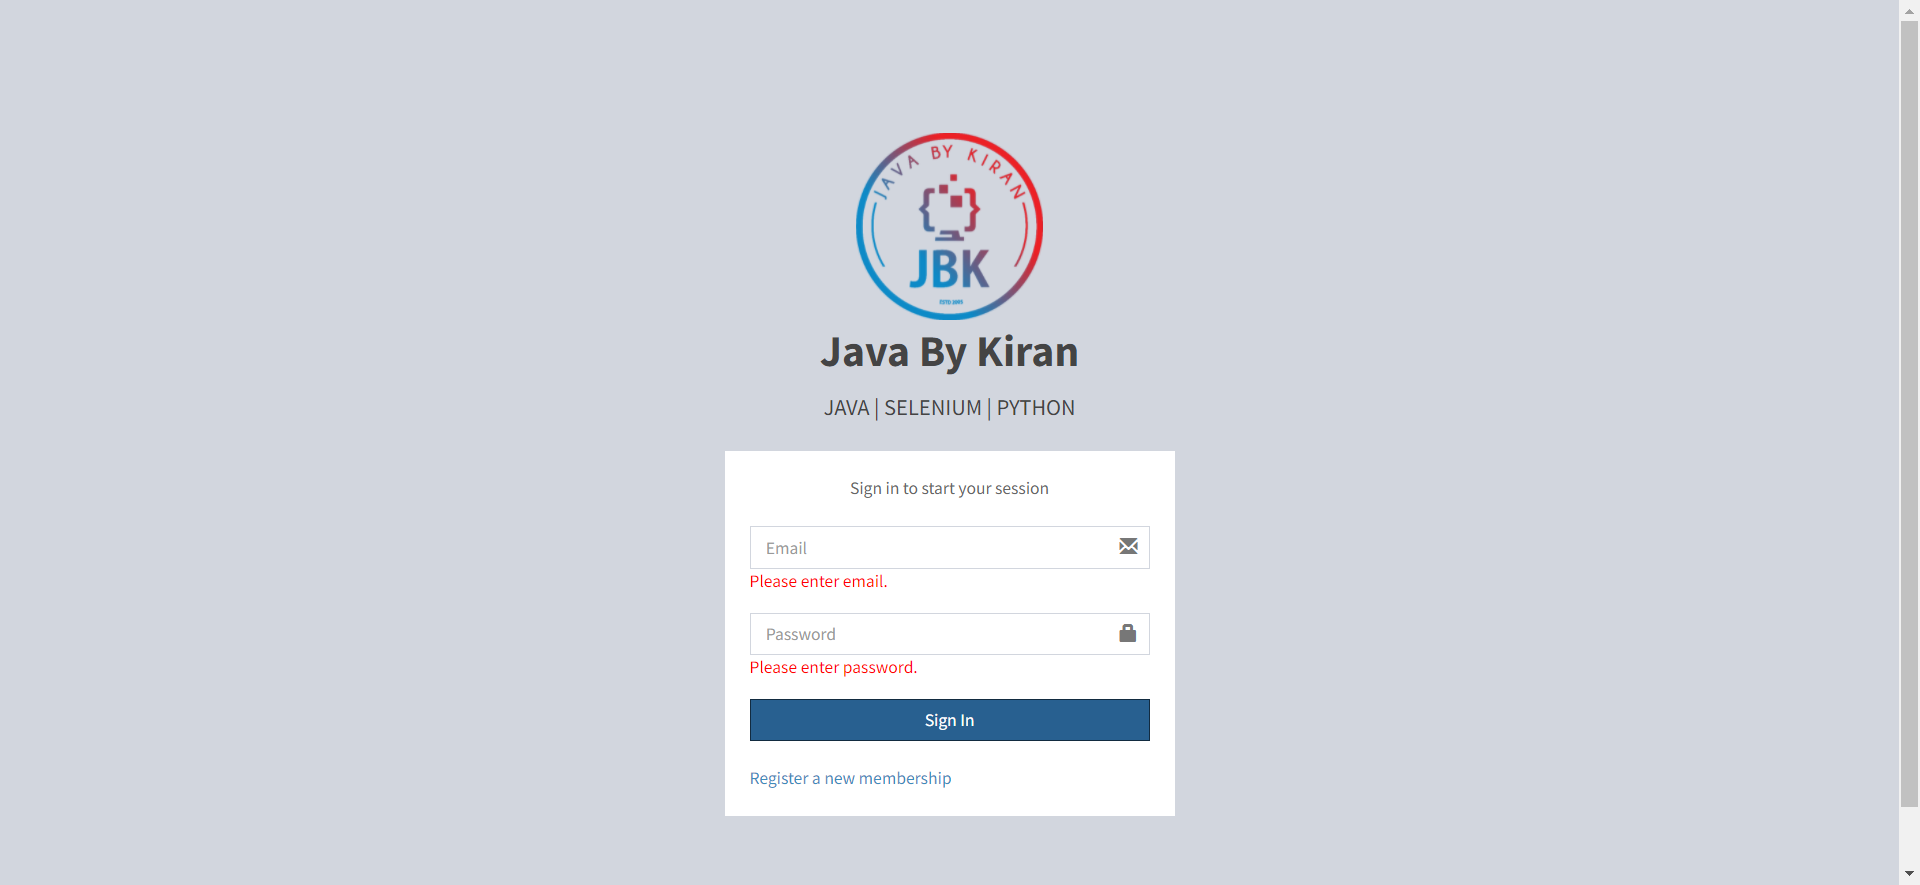 JAVA BY KIRAN
JBK
Java By Kiran
JAVA | SELENIUM | PYTHON
Sign in to start your session
Email
Please enter email.
Password
Please enter password.
Sign In
Register a new membership